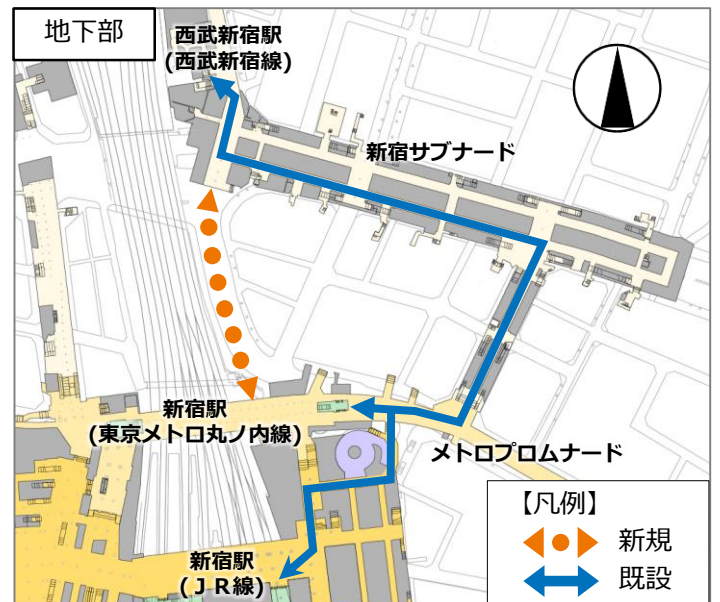 地下部
西武新宿駅
(西武新宿線)
新宿サブナード
新宿駅
(東京メトロ丸ノ内線)
メトロプロムナード
新宿駅
(ＪＲ線)
【凡例】
新規
既設